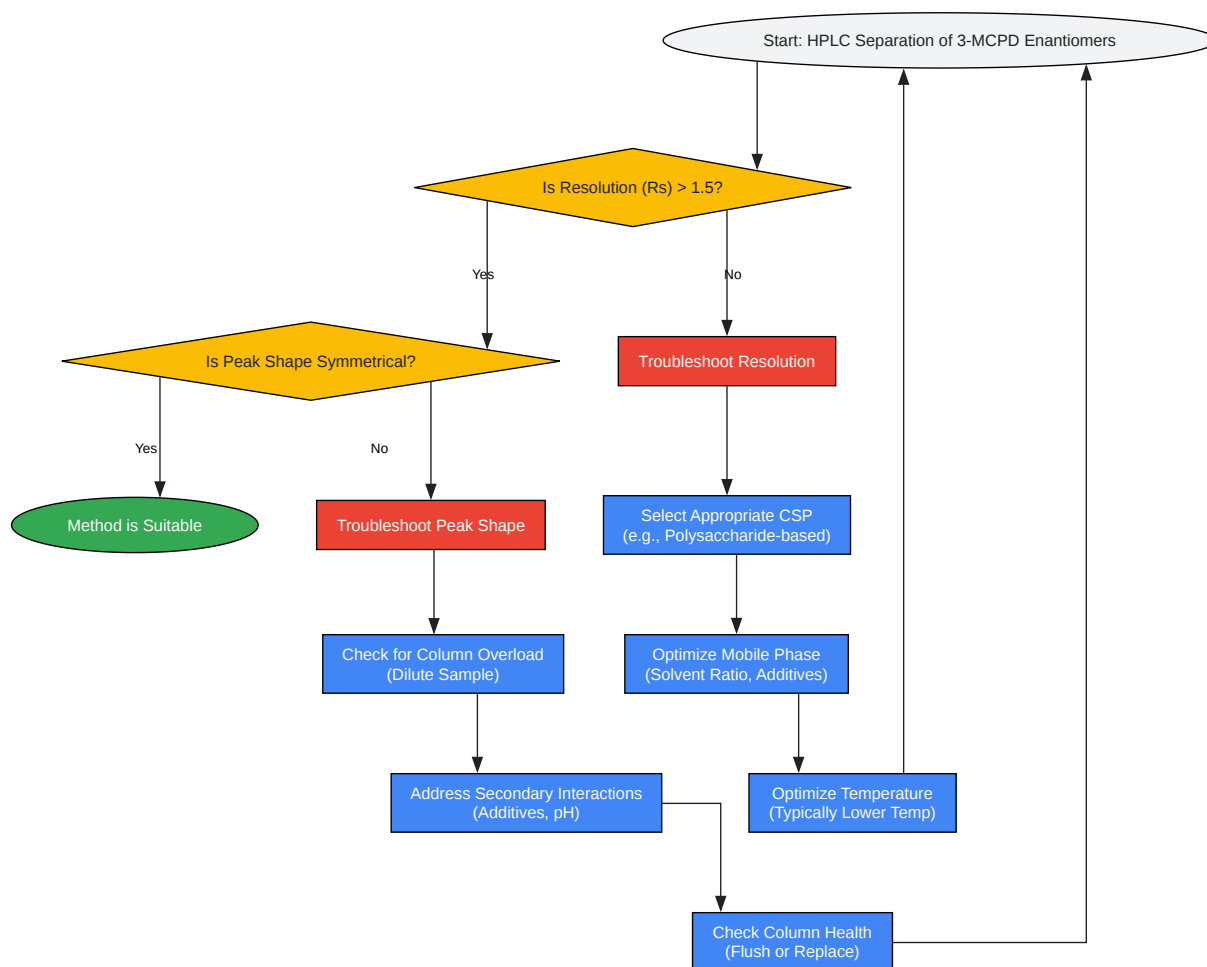 Start: HPLC Separation of 3-MCPD Enantiomers
Is Resolution (Rs) > 1.5?
Yes
No
Is Peak Shape Symmetrical?
Troubleshoot Resolution
Yes
No
Method is Suitable
Troubleshoot Peak Shape
Select Appropriate CSP
(e.g., Polysaccharide-based)
Check for Column Overload
(Dilute Sample)
Optimize Mobile Phase
(Solvent Ratio, Additives)
Address Secondary Interactions
(Additives, pH)
Optimize Temperature
(Typically Lower Temp)
Check Column Health
(Flush or Replace)